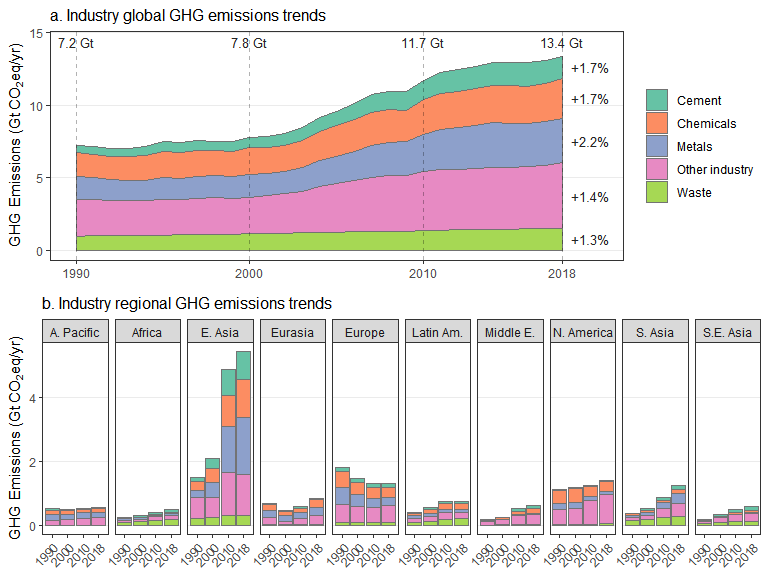 a. Industry global GHG emissions trends
GHG Emissions (Gt CO₂eq/yr)
15
10
5
0
7.2 Gt
7.8 Gt
11.7 Gt
13.4 Gt
+1.7%
+1.7%
+2.2%
+1.4%
+1.3%
1990
2000
2010
2018
Cement
Chemicals
Metals
Other industry
Waste
b. Industry regional GHG emissions trends
GHG Emissions (Gt CO₂eq/yr)
A. Pacific
Africa
E. Asia
Eurasia
Europe
Latin Am.
Middle E.
N. America
S. Asia
S.E. Asia
4
2
0
1990 2000 2010 2018
1990 2000 2010 2018
1990 2000 2010 2018
1990 2000 2010 2018
1990 2000 2010 2018
1990 2000 2010 2018
1990 2000 2010 2018
1990 2000 2010 2018
1990 2000 2010 2018
1990 2000 2010 2018